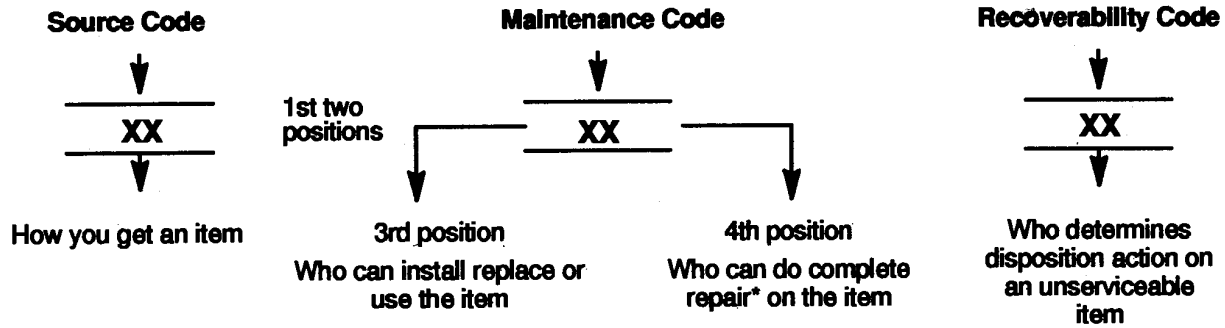 Source Code
XX
How you get an item
1st two
positions
Maintenance Code
XX
3rd position
Who can install replace or
use the item
4th position
Who can do complete
repair* on the item
Recoverability Code
XX
Who determines
disposition action on
an unserviceable
item